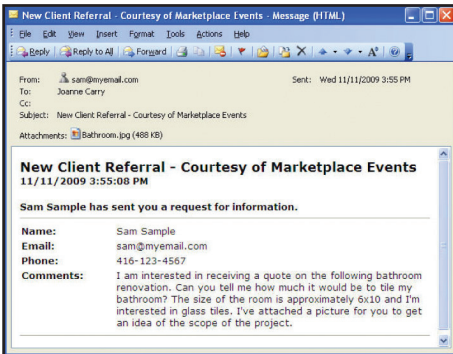 New Client Referral - Courtesy of Marketplace Events - Message (HTML)
File Edit View Insert Format Tools Actions Help
Reply Reply to All Forward
From: sam@myemail.com Sent: Wed 11/11/2009 3:55 PM
To: Joanne Carry
Cc:
Subject: New Client Referral - Courtesy of Marketplace Events
Attachments: Bathroom.jpg (488 KB)
New Client Referral - Courtesy of Marketplace Events
11/11/2009 3:55:08 PM
Sam Sample has sent you a request for information.
Name: Sam Sample
Email: sam@myemail.com
Phone: 416-123-4567
Comments: I am interested in receiving a quote on the following bathroom
renovation. Can you tell me how much it would be to tile my
bathroom? The size of the room is approximately 6x10 and I'm
interested in glass tiles. I've attached a picture for you to get
an idea of the scope of the project.